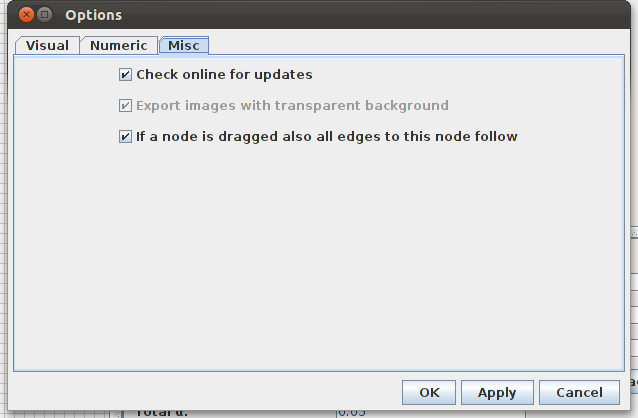 Options
Visual Numeric Misc
Check online for updates
Export images with transparent background
If a node is dragged also all edges to this node follow
OK Apply Cancel
Total α: 0.05